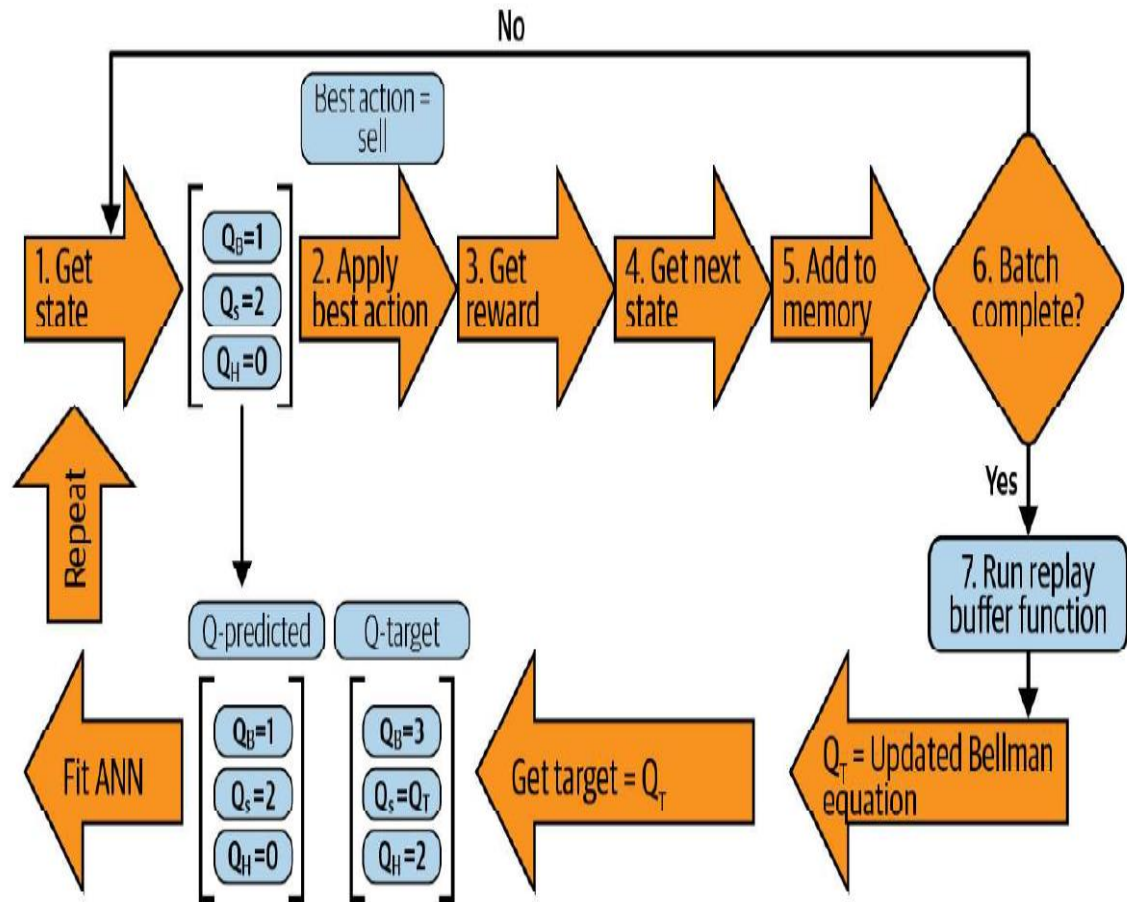 No
Best action =
sell
1. Get
state
Q_B=1
Q_s=2
Q_H=0
2. Apply
best action
3. Get
reward
4. Get next
state
5. Add to
memory
6. Batch
complete?
Repeat
Yes
7. Run replay
buffer function
Q-predicted
Q-target
Fit ANN
Q_B=1
Q_s=2
Q_H=0
Q_B=3
Q_s=Q_T
Q_H=2
Get target = Q_T
Q_T = Updated Bellman
equation